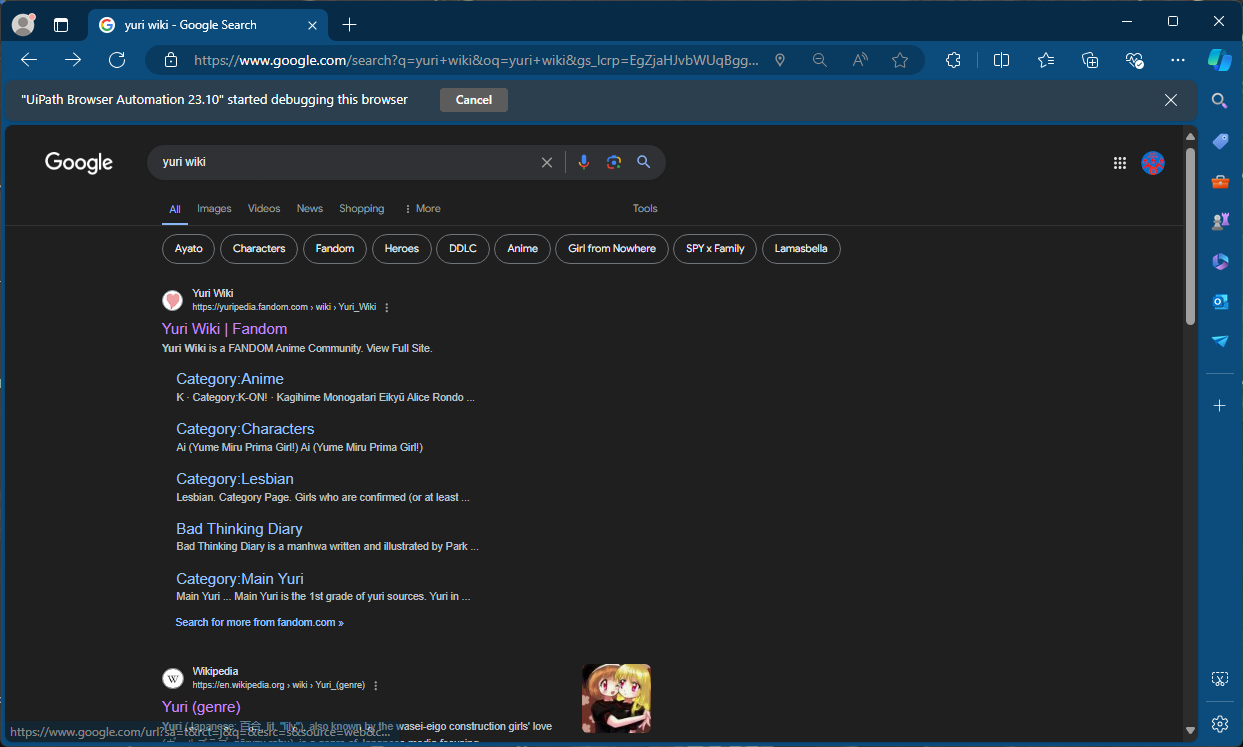 yuri wiki - Google Search
https://www.google.com/search?q=yuri+wiki&oq=yuri+wiki&gs_lcrp=EgZjaHJvbWUqBgg...
"UiPath Browser Automation 23.10" started debugging this browser
Cancel
Google
yuri wiki
All Images Videos News Shopping More Tools
Ayato Characters Fandom Heroes DDLC Anime Girl from Nowhere SPY x Family Lamasbella
Yuri Wiki
https://yuripedia.fandom.com › wiki › Yuri_Wiki
Yuri Wiki | Fandom
Yuri Wiki is a FANDOM Anime Community. View Full Site.
Category:Anime
K · Category:K-ON! · Kagihime Monogatari Eikyū Alice Rondo ...
Category:Characters
Ai (Yume Miru Prima Girl!) Ai (Yume Miru Prima Girl!)
Category:Lesbian
Lesbian. Category Page. Girls who are confirmed (or at least ...
Bad Thinking Diary
Bad Thinking Diary is a manhwa written and illustrated by Park ...
Category:Main Yuri
Main Yuri ... Main Yuri is the 1st grade of yuri sources. Yuri in ...
Search for more from fandom.com »
W
Wikipedia
https://en.wikipedia.org › wiki › Yuri_(genre)
Yuri (genre)
Yuri (Japanese: 百合, lit. "lily"), also known by the wasei-eigo construction girls' love
https://www.google.com/url?sa=t&rct=j&q=&esrc=s&source=web&c...